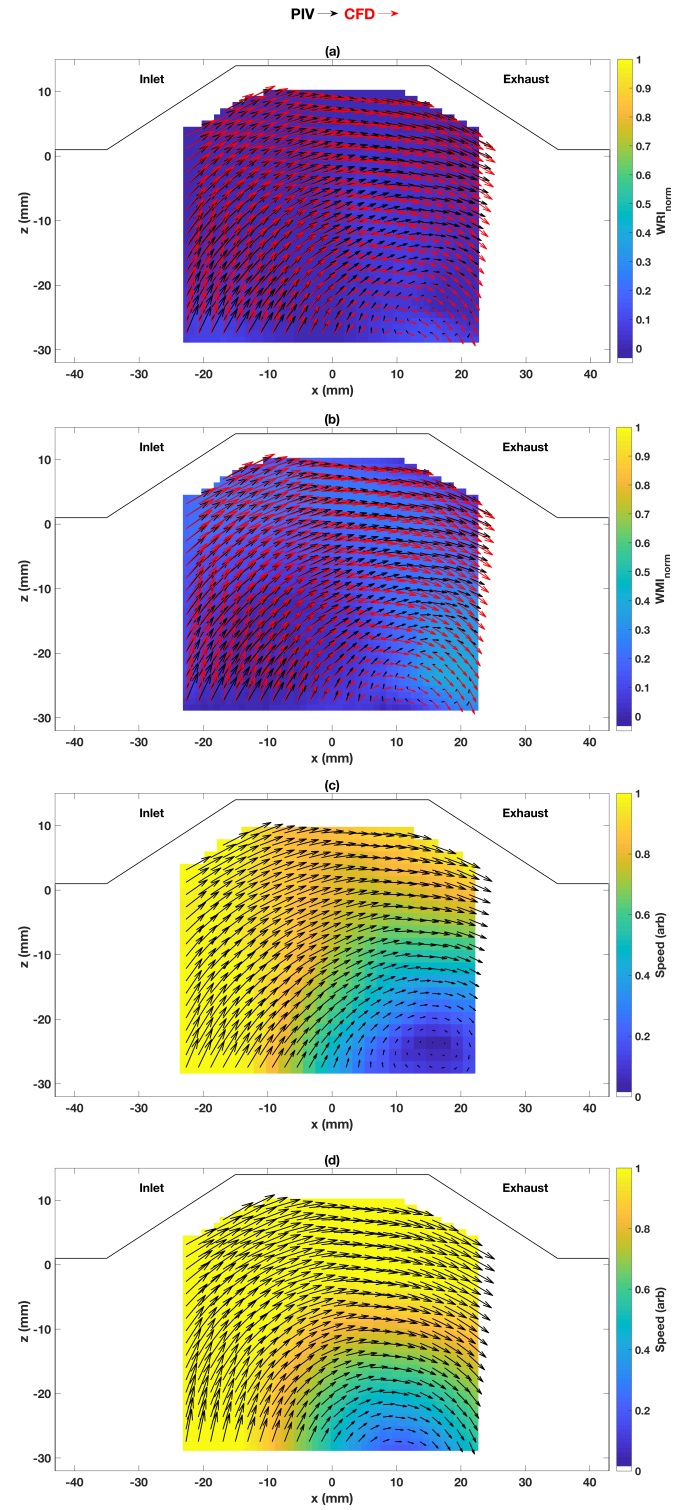 PIV CFD
(a)
Inlet Exhaust
10
0
-10
-20
-30
z (mm)
-40 -30 -20 -10 0 10 20 30 40
x (mm)
1
0.9
0.8
0.7
0.6
0.5
0.4
0.3
0.2
0.1
0
WRInorm
(b)
Inlet Exhaust
10
0
-10
-20
-30
z (mm)
-40 -30 -20 -10 0 10 20 30 40
x (mm)
1
0.9
0.8
0.7
0.6
0.5
0.4
0.3
0.2
0.1
0
WMInorm
(c)
Inlet Exhaust
10
0
-10
-20
-30
z (mm)
-40 -30 -20 -10 0 10 20 30 40
x (mm)
1
0.8
0.6
0.4
0.2
0
Speed (arb)
(d)
Inlet Exhaust
10
0
-10
-20
-30
z (mm)
-40 -30 -20 -10 0 10 20 30 40
x (mm)
1
0.8
0.6
0.4
0.2
0
Speed (arb)